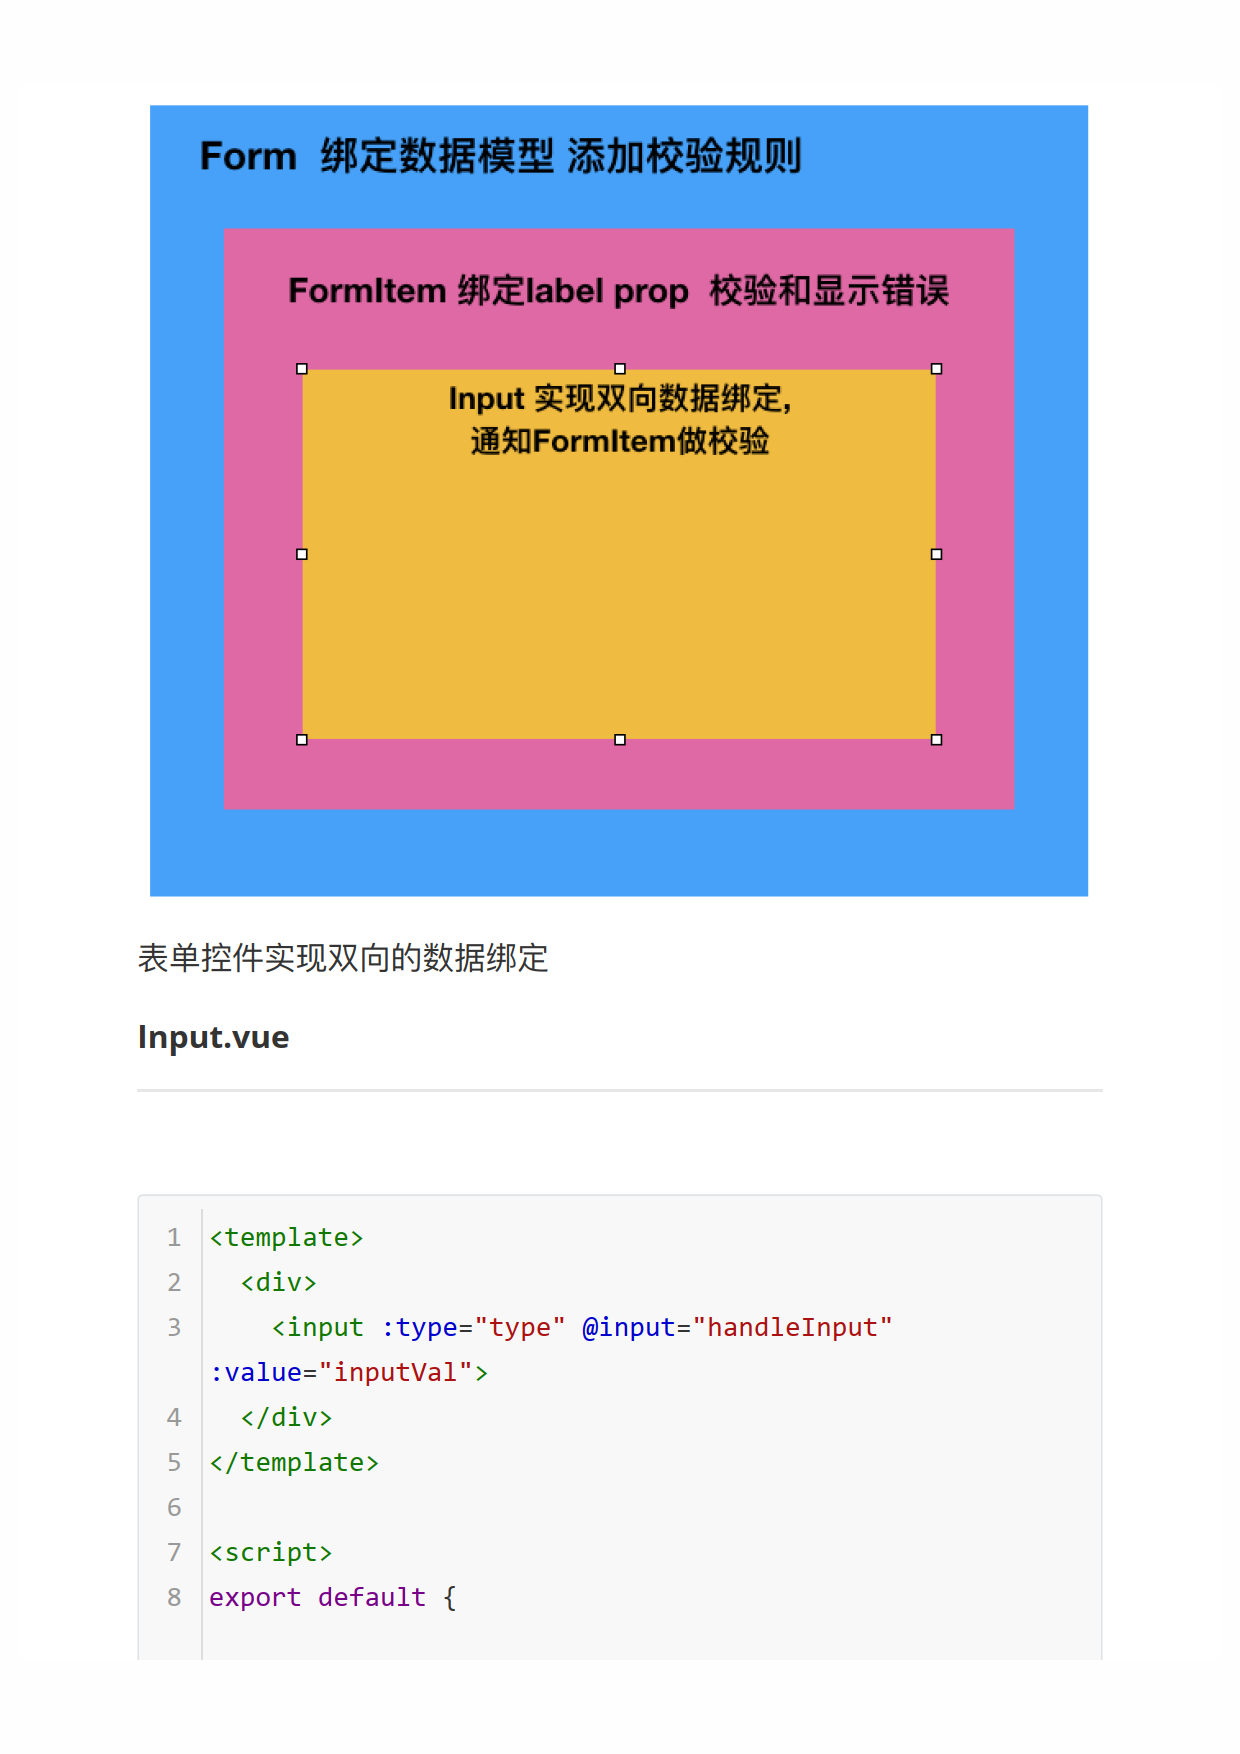 Form 绑定数据模型 添加校验规则
FormItem 绑定label prop 校验和显示错误
Input 实现双向数据绑定,
通知FormItem做校验
表单控件实现双向的数据绑定
Input.vue
1 <template>
2   <div>
3     <input :type="type" @input="handleInput"
:value="inputVal">
4   </div>
5 </template>
6
7 <script>
8 export default {